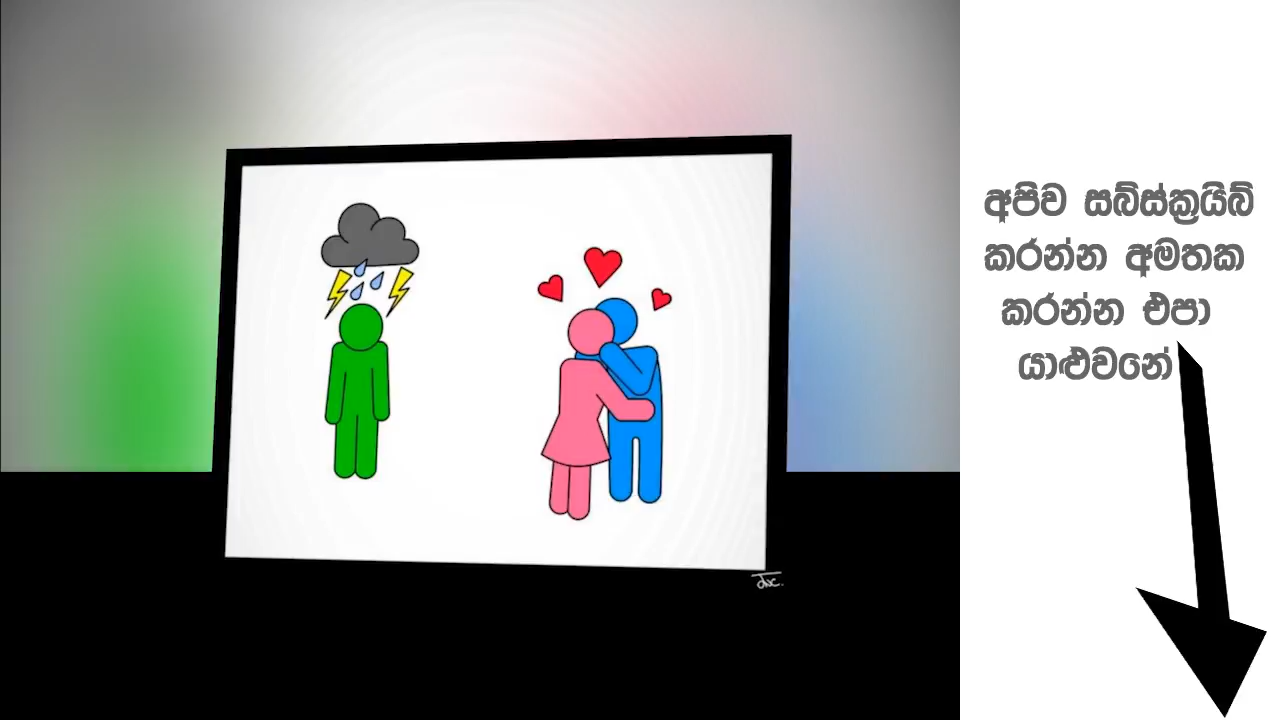 අපිව සබ්ස්ක්‍රයිබ්
කරන්න අමතක
කරන්න එපා
යාළුවනේ